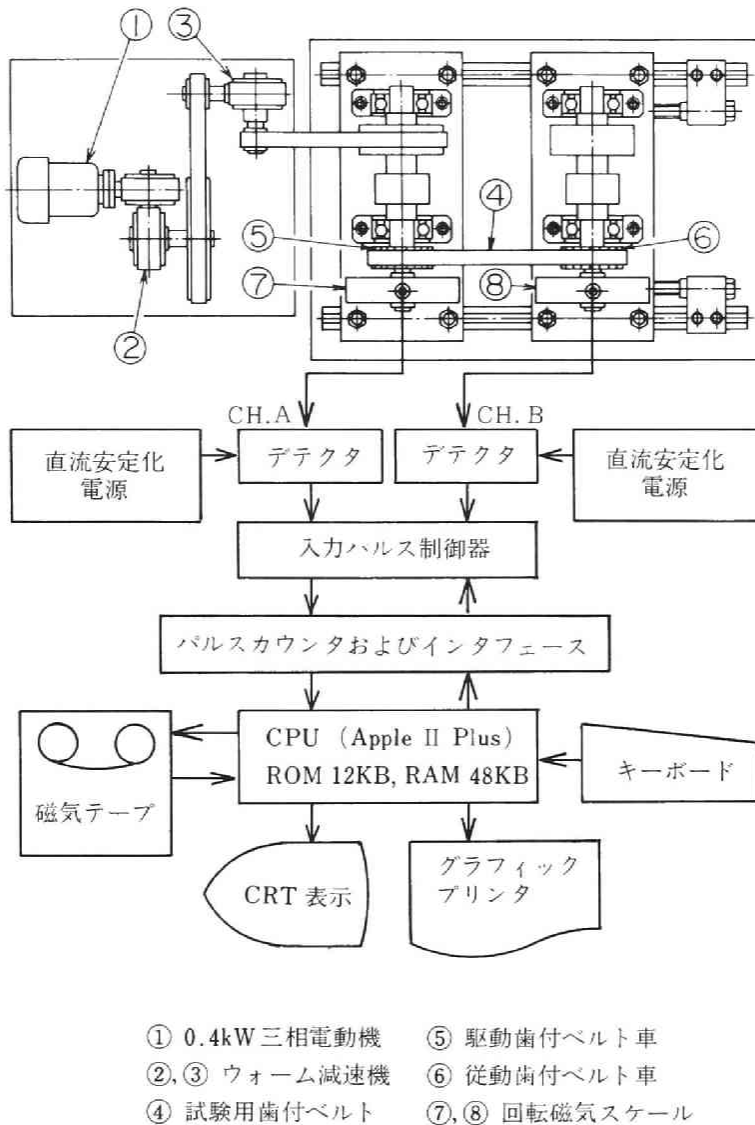 ①
③
④
⑤
⑥
⑦
⑧
②
CH.A
CH.B
直流安定化
電源
デテクタ
デテクタ
直流安定化
電源
入力ハルス制御器
パルスカウンタおよびインタフェース
CPU (Apple II Plus)
ROM 12KB, RAM 48KB
磁気テープ
キーボード
CRT 表示
グラフィック
プリンタ
① 0.4kW三相電動機
⑤ 駆動歯付ベルト車
②,③ ウォーム減速機
⑥ 従動歯付ベルト車
④ 試験用歯付ベルト
⑦,⑧ 回転磁気スケール